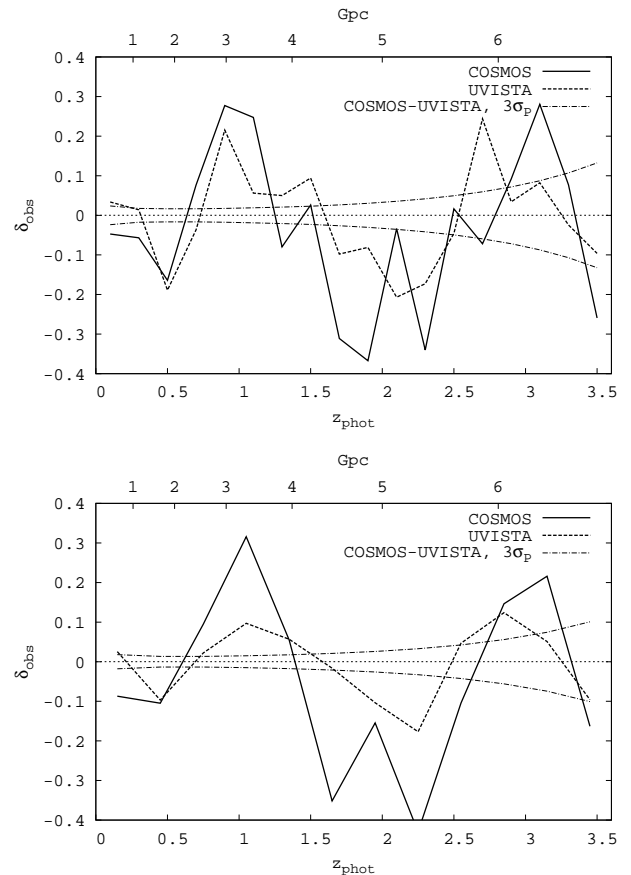 Gpc
1 2 3 4 5 6
0.4
0.3
0.2
0.1
0
-0.1
-0.2
-0.3
-0.4
δobs
COSMOS
UVISTA
COSMOS-UVISTA, 3σp
0 0.5 1 1.5 2 2.5 3 3.5
zphot
Gpc
1 2 3 4 5 6
0.4
0.3
0.2
0.1
0
-0.1
-0.2
-0.3
-0.4
δobs
COSMOS
UVISTA
COSMOS-UVISTA, 3σp
0 0.5 1 1.5 2 2.5 3 3.5
zphot